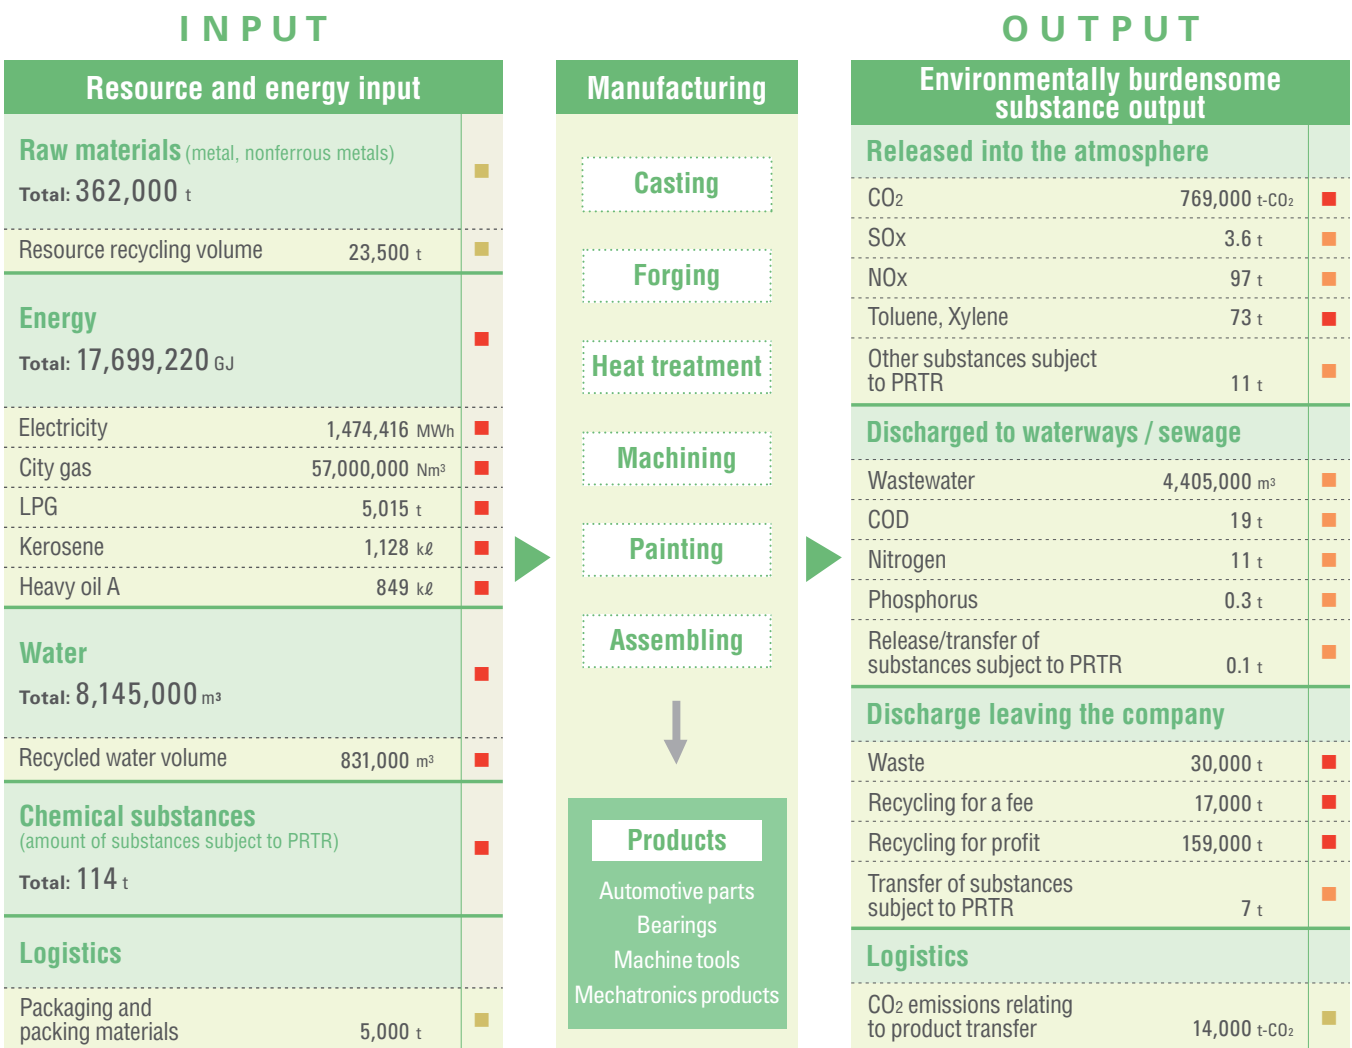 INPUT
Resource and energy input
Raw materials (metal, nonferrous metals)
Total: 362,000 t
Resource recycling volume 23,500 t
Energy
Total: 17,699,220 GJ
Electricity 1,474,416 MWh
City gas 57,000,000 Nm³
LPG 5,015 t
Kerosene 1,128 kℓ
Heavy oil A 849 kℓ
Water
Total: 8,145,000 m³
Recycled water volume 831,000 m³
Chemical substances
(amount of substances subject to PRTR)
Total: 114 t
Logistics
Packaging and
packing materials 5,000 t
Manufacturing
Casting
Forging
Heat treatment
Machining
Painting
Assembling
Products
Automotive parts
Bearings
Machine tools
Mechatronics products
OUTPUT
Environmentally burdensome
substance output
Released into the atmosphere
CO₂ 769,000 t-CO₂
SOx 3.6 t
NOx 97 t
Toluene, Xylene 73 t
Other substances subject
to PRTR 11 t
Discharged to waterways / sewage
Wastewater 4,405,000 m³
COD 19 t
Nitrogen 11 t
Phosphorus 0.3 t
Release/transfer of
substances subject to PRTR 0.1 t
Discharge leaving the company
Waste 30,000 t
Recycling for a fee 17,000 t
Recycling for profit 159,000 t
Transfer of substances
subject to PRTR 7 t
Logistics
CO₂ emissions relating
to product transfer 14,000 t-CO₂